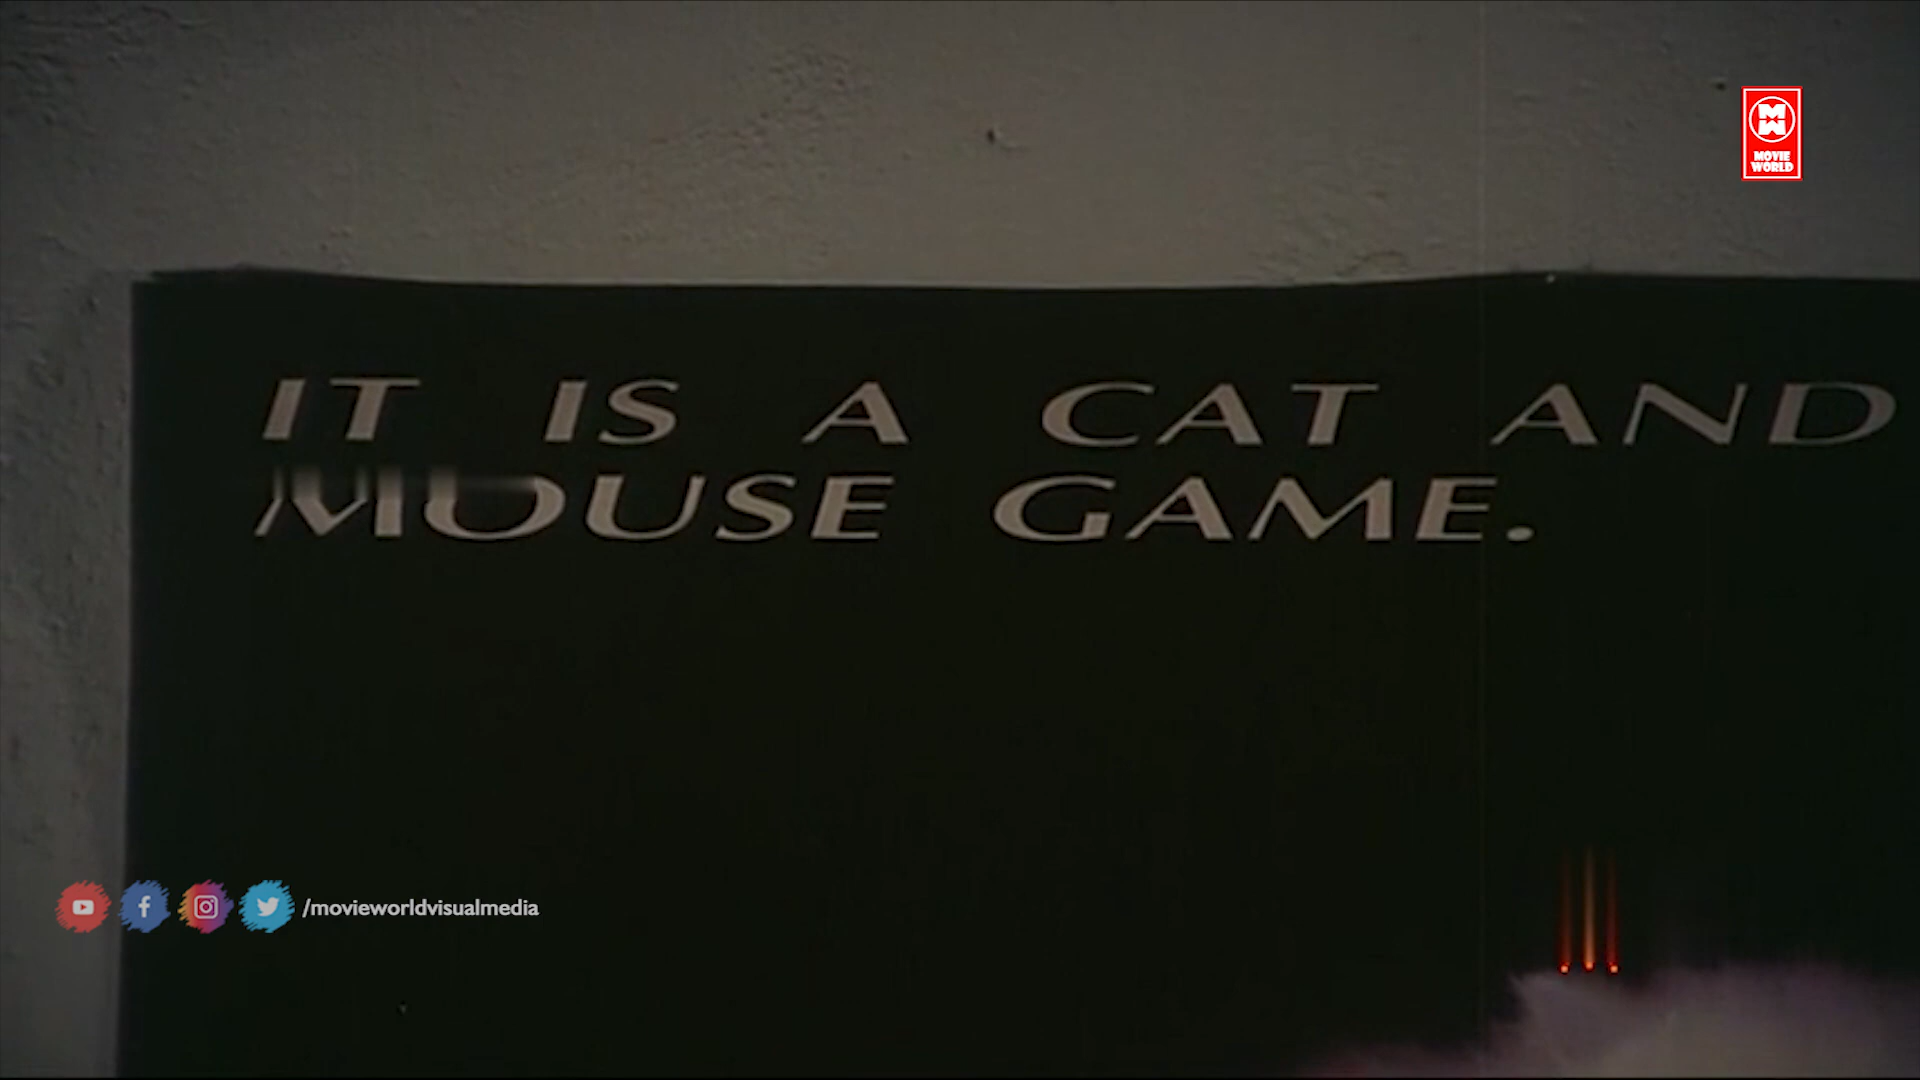 MOVIE
WORLD
IT IS A CAT AND
MOUSE GAME.
/movieworldvisualmedia